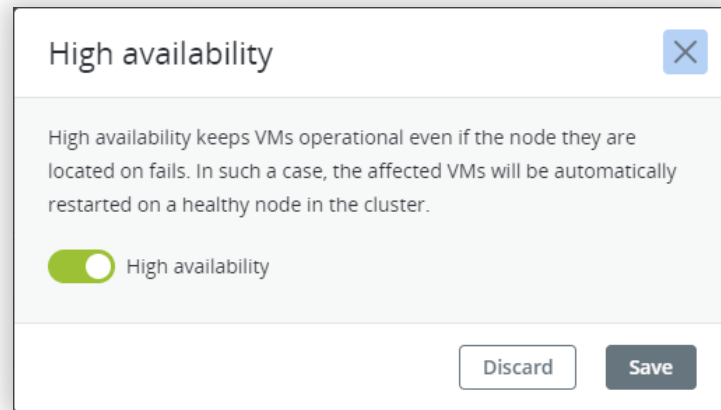 High availability
High availability keeps VMs operational even if the node they are
located on fails. In such a case, the affected VMs will be automatically
restarted on a healthy node in the cluster.
High availability
Discard
Save